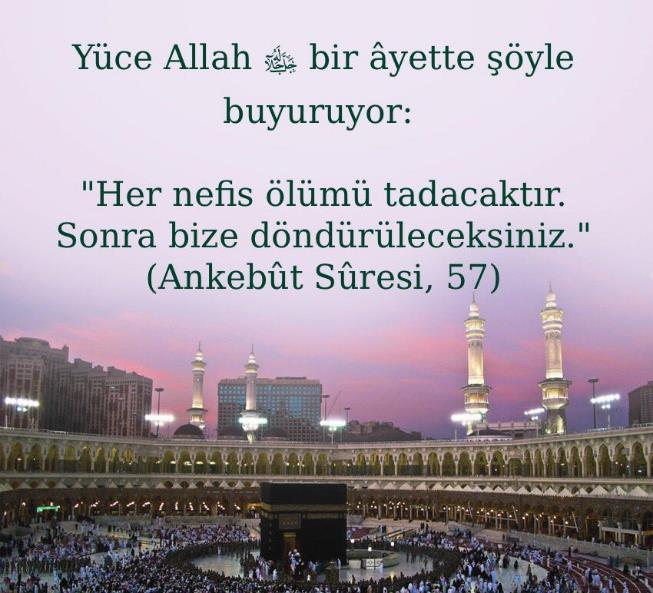 Yüce Allah ﷻ bir âyette şöyle
buyuruyor:
"Her nefis ölümü tadacaktır.
Sonra bize döndürüleceksiniz."
(Ankebût Sûresi, 57)